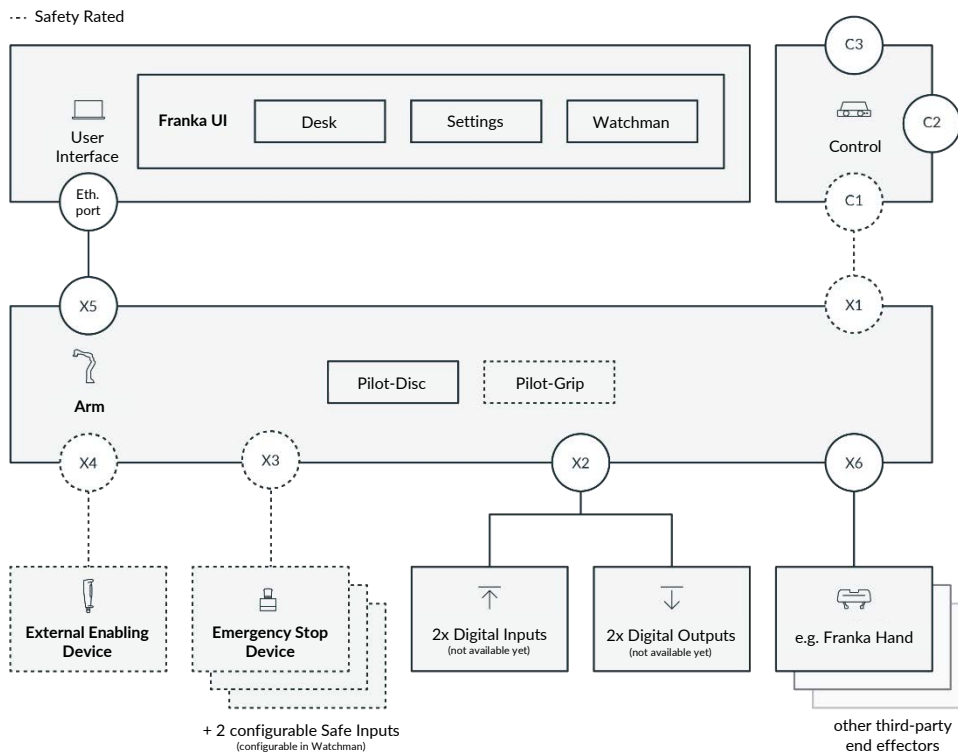 Safety Rated
C3
Franka UI
Desk
Settings
Watchman
C2
User
Interface
Control
Eth.
port
C1
X5
X1
Pilot-Disc
Pilot-Grip
Arm
X4
X3
X2
X6
External Enabling
Device
Emergency Stop
Device
2x Digital Inputs
(not available yet)
2x Digital Outputs
(not available yet)
e.g. Franka Hand
+ 2 configurable Safe Inputs
(configurable in Watchman)
other third-party
end effectors